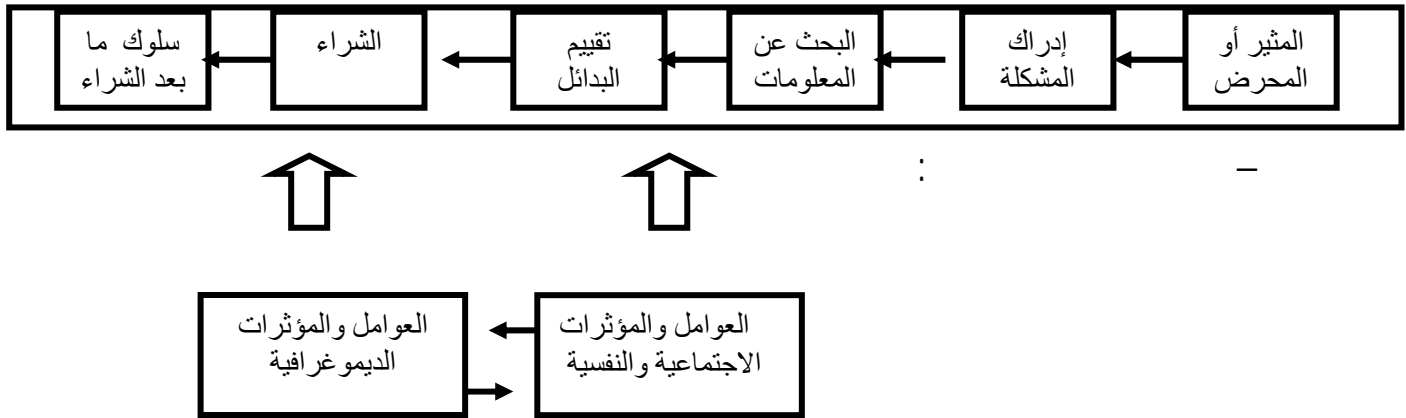 المثير أو
المحرض
إدراك
المشكلة
البحث عن
المعلومات
تقييم
البدائل
الشراء
سلوك ما
بعد الشراء
: –
العوامل والمؤثرات
الاجتماعية والنفسية
العوامل والمؤثرات
الديموغرافية